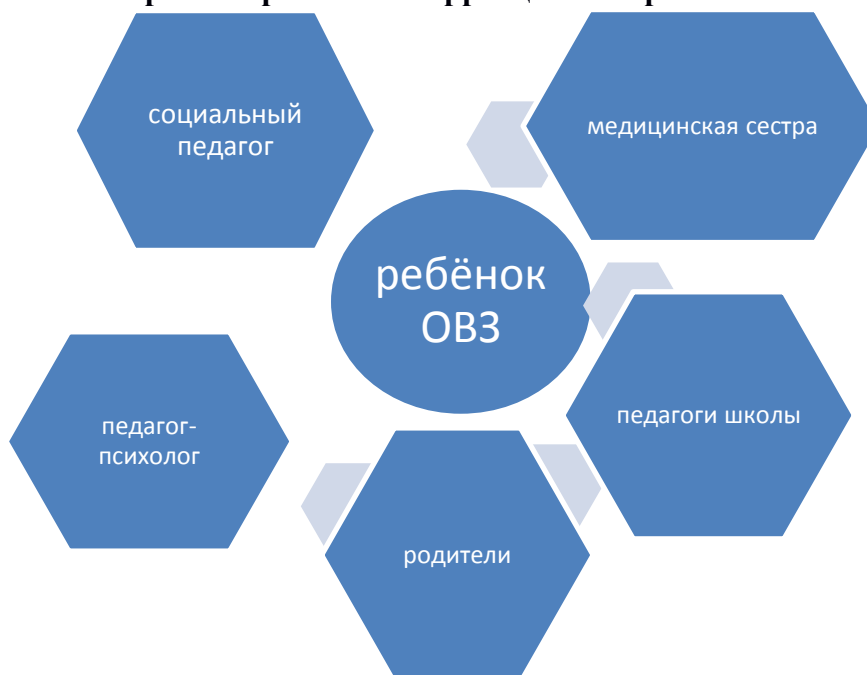 социальный
педагог
медицинская сестра
ребёнок
ОВЗ
педагоги школы
педагог-
психолог
родители